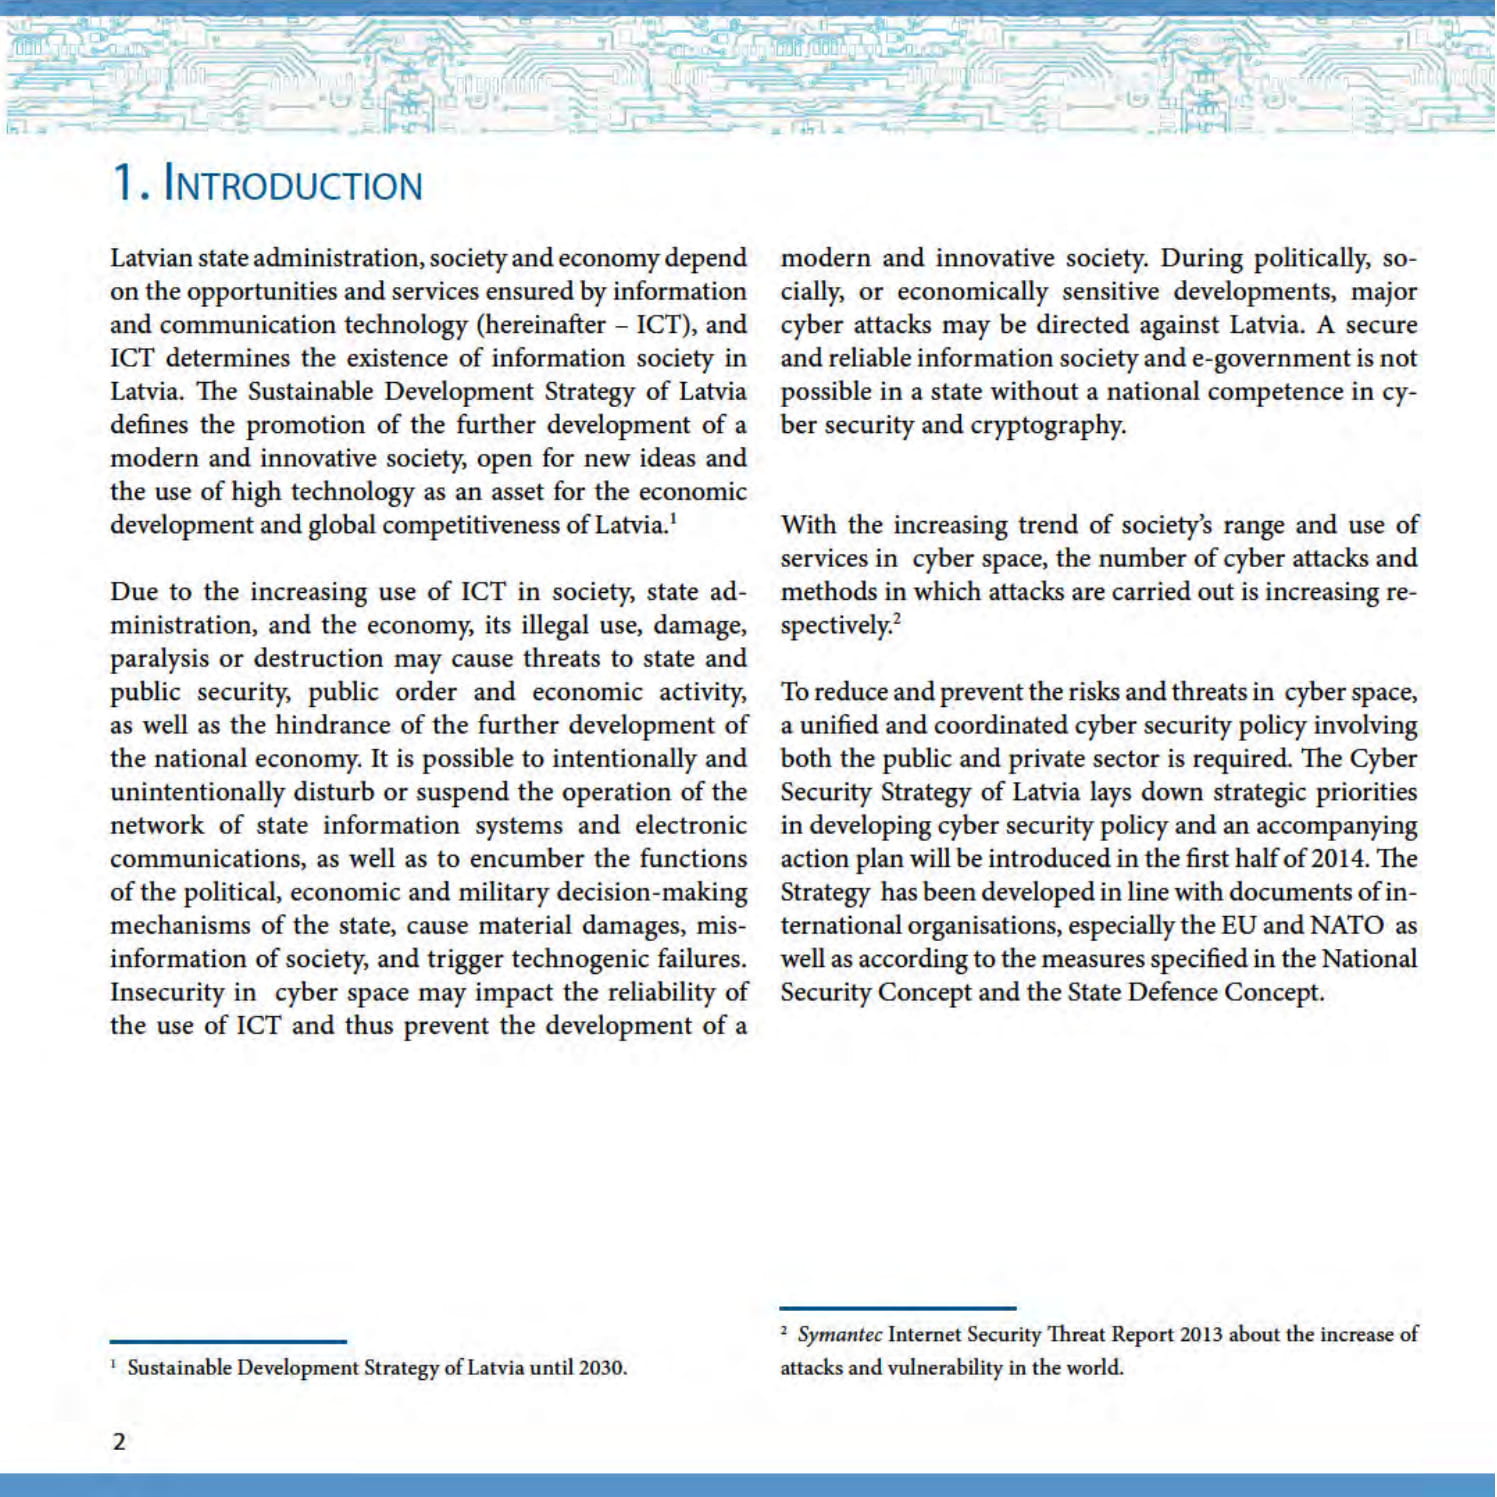 1. Introduction
Latvian state administration, society and economy depend
on the opportunities and services ensured by information
and communication technology (hereinafter – ICT), and
ICT determines the existence of information society in
Latvia. The Sustainable Development Strategy of Latvia
defines the promotion of the further development of a
modern and innovative society, open for new ideas and
the use of high technology as an asset for the economic
development and global competitiveness of Latvia.¹
Due to the increasing use of ICT in society, state ad-
ministration, and the economy, its illegal use, damage,
paralysis or destruction may cause threats to state and
public security, public order and economic activity,
as well as the hindrance of the further development of
the national economy. It is possible to intentionally and
unintentionally disturb or suspend the operation of the
network of state information systems and electronic
communications, as well as to encumber the functions
of the political, economic and military decision-making
mechanisms of the state, cause material damages, mis-
information of society, and trigger technogenic failures.
Insecurity in cyber space may impact the reliability of
the use of ICT and thus prevent the development of a
¹ Sustainable Development Strategy of Latvia until 2030.
modern and innovative society. During politically, so-
cially, or economically sensitive developments, major
cyber attacks may be directed against Latvia. A secure
and reliable information society and e-government is not
possible in a state without a national competence in cy-
ber security and cryptography.
With the increasing trend of society's range and use of
services in cyber space, the number of cyber attacks and
methods in which attacks are carried out is increasing re-
spectively.²
To reduce and prevent the risks and threats in cyber space,
a unified and coordinated cyber security policy involving
both the public and private sector is required. The Cyber
Security Strategy of Latvia lays down strategic priorities
in developing cyber security policy and an accompanying
action plan will be introduced in the first half of 2014. The
Strategy has been developed in line with documents of in-
ternational organisations, especially the EU and NATO as
well as according to the measures specified in the National
Security Concept and the State Defence Concept.
² Symantec Internet Security Threat Report 2013 about the increase of
attacks and vulnerability in the world.
2